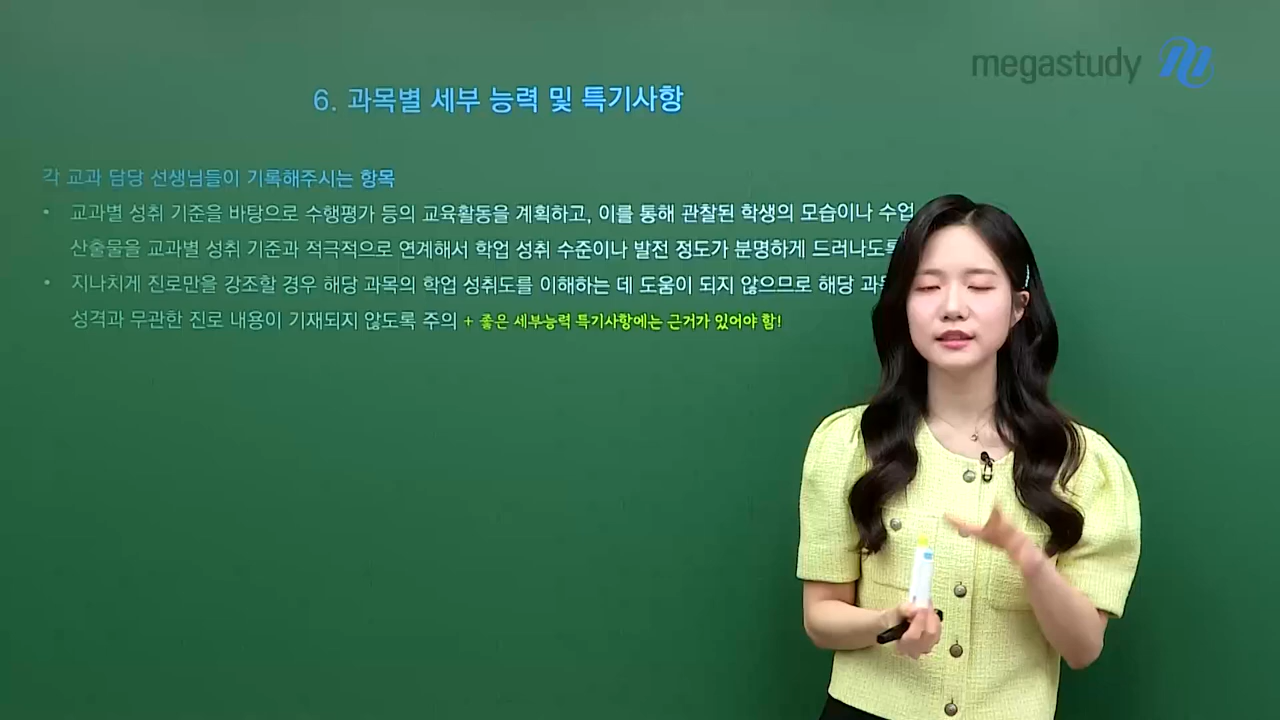 megastudy
6. 과목별 세부 능력 및 특기사항
각 교과 담당 선생님들이 기록해주시는 항목
• 교과별 성취 기준을 바탕으로 수행평가 등의 교육활동을 계획하고, 이를 통해 관찰된 학생의 모습이나 수업
산출물을 교과별 성취 기준과 적극적으로 연계해서 학업 성취 수준이나 발전 정도가 분명하게 드러나도록
• 지나치게 진로만을 강조할 경우 해당 과목의 학업 성취도를 이해하는 데 도움이 되지 않으므로 해당
성격과 무관한 진로 내용이 기재되지 않도록 주의 + 좋은 세부능력 특기사항에는 근거가 있어야 함!